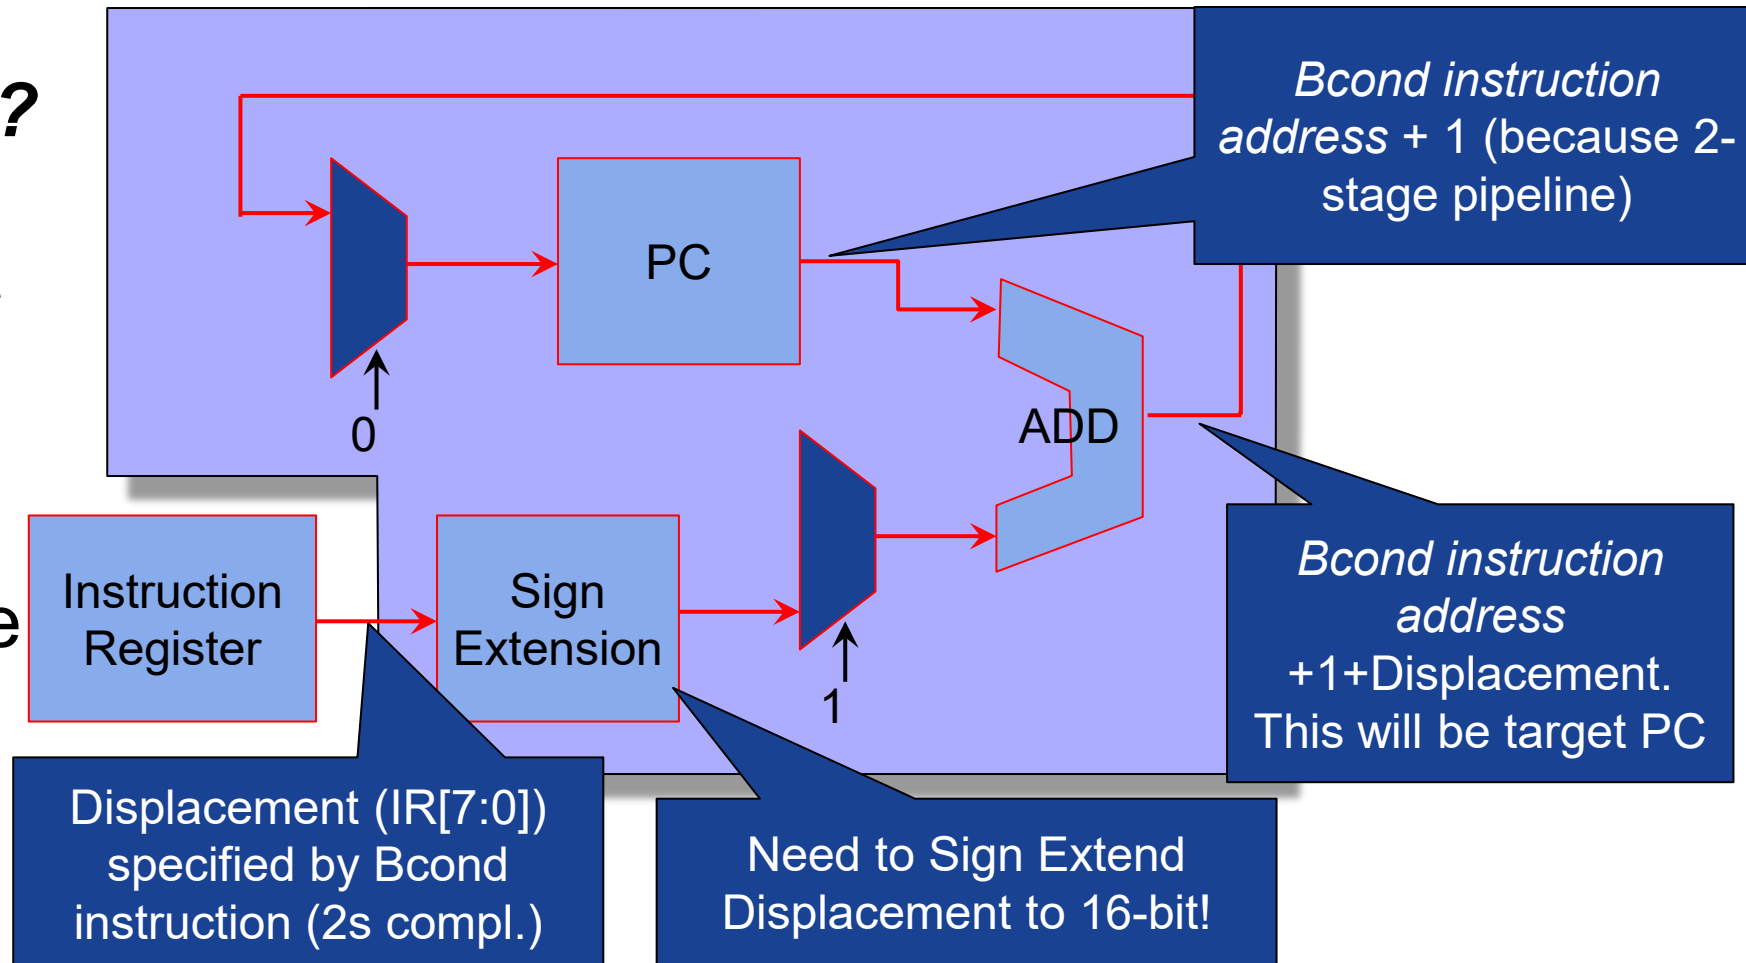 ?
Bcond instruction
address + 1 (because 2-
stage pipeline)
PC
0
ADD
Instruction
Register
Sign
Extension
e
1
Bcond instruction
address
+1+Displacement.
This will be target PC
Displacement (IR[7:0])
specified by Bcond
instruction (2s compl.)
Need to Sign Extend
Displacement to 16-bit!